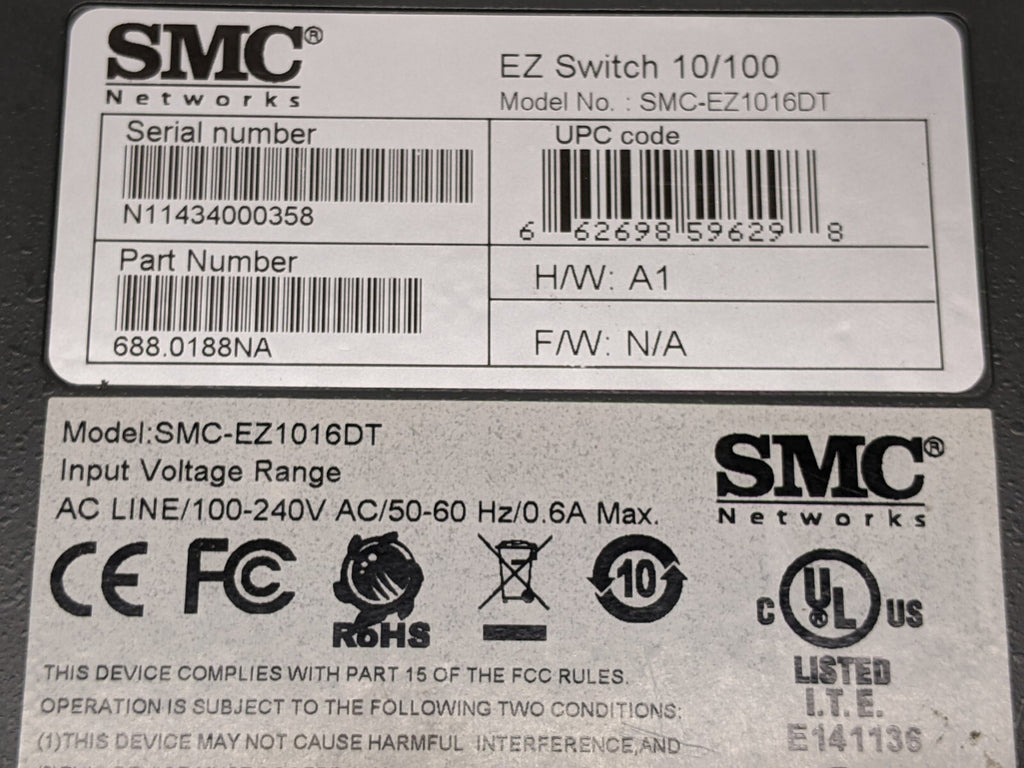 SMC®
Networks
EZ Switch 10/100
Model No. : SMC-EZ1016DT
Serial number
N11434000358
UPC code
6 62698 59629 8
Part Number
688.0188NA
H/W: A1
F/W: N/A
Model:SMC-EZ1016DT
Input Voltage Range
AC LINE/100-240V AC/50-60 Hz/0.6A Max.
SMC®
Networks
CE FC RoHS 10
C UL® US
LISTED
I.T.E.
E141136
THIS DEVICE COMPLIES WITH PART 15 OF THE FCC RULES.
OPERATION IS SUBJECT TO THE FOLLOWING TWO CONDITIONS:
(1)THIS DEVICE MAY NOT CAUSE HARMFUL INTERFERENCE,AND